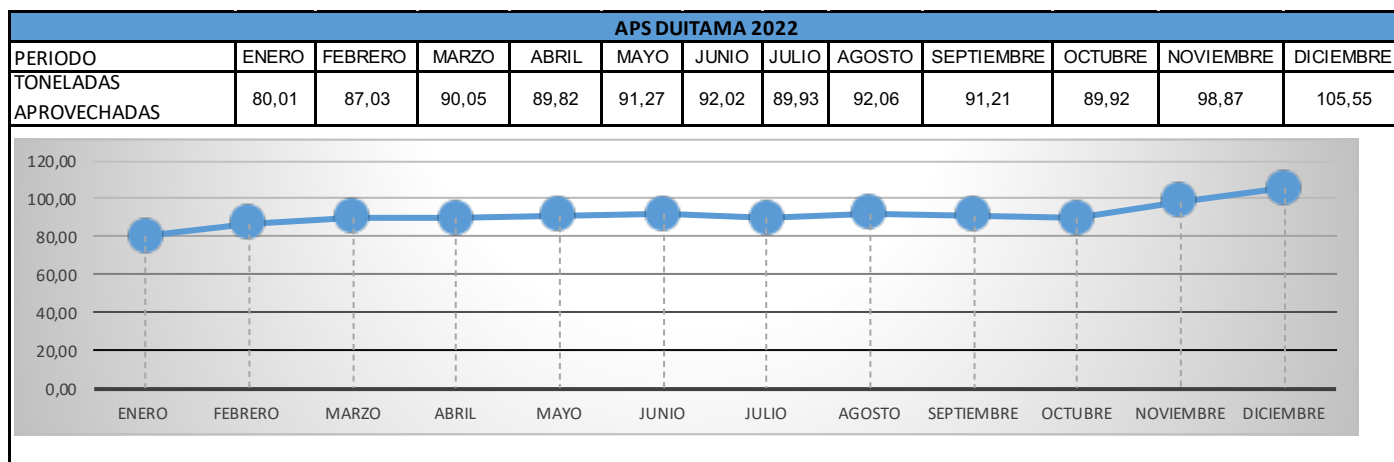 APS DUITAMA 2022
PERIODO ENERO FEBRERO MARZO ABRIL MAYO JUNIO JULIO AGOSTO SEPTIEMBRE OCTUBRE NOVIEMBRE DICIEMBRE
TONELADAS
APROVECHADAS 80,01 87,03 90,05 89,82 91,27 92,02 89,93 92,06 91,21 89,92 98,87 105,55
120,00
100,00
80,00
60,00
40,00
20,00
0,00
ENERO FEBRERO MARZO ABRIL MAYO JUNIO JULIO AGOSTO SEPTIEMBRE OCTUBRE NOVIEMBRE DICIEMBRE